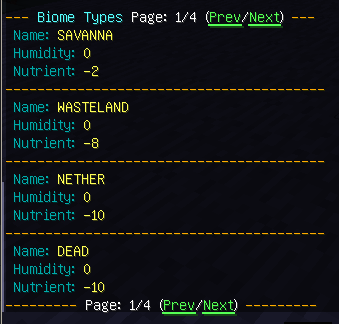 --- Biome Types Page: 1/4 (Prev/Next) ---
Name: SAVANNA
Humidity: 0
Nutrient: -2
------------------------------------
Name: WASTELAND
Humidity: 0
Nutrient: -8
------------------------------------
Name: NETHER
Humidity: 0
Nutrient: -10
------------------------------------
Name: DEAD
Humidity: 0
Nutrient: -10
--------- Page: 1/4 (Prev/Next) ---------